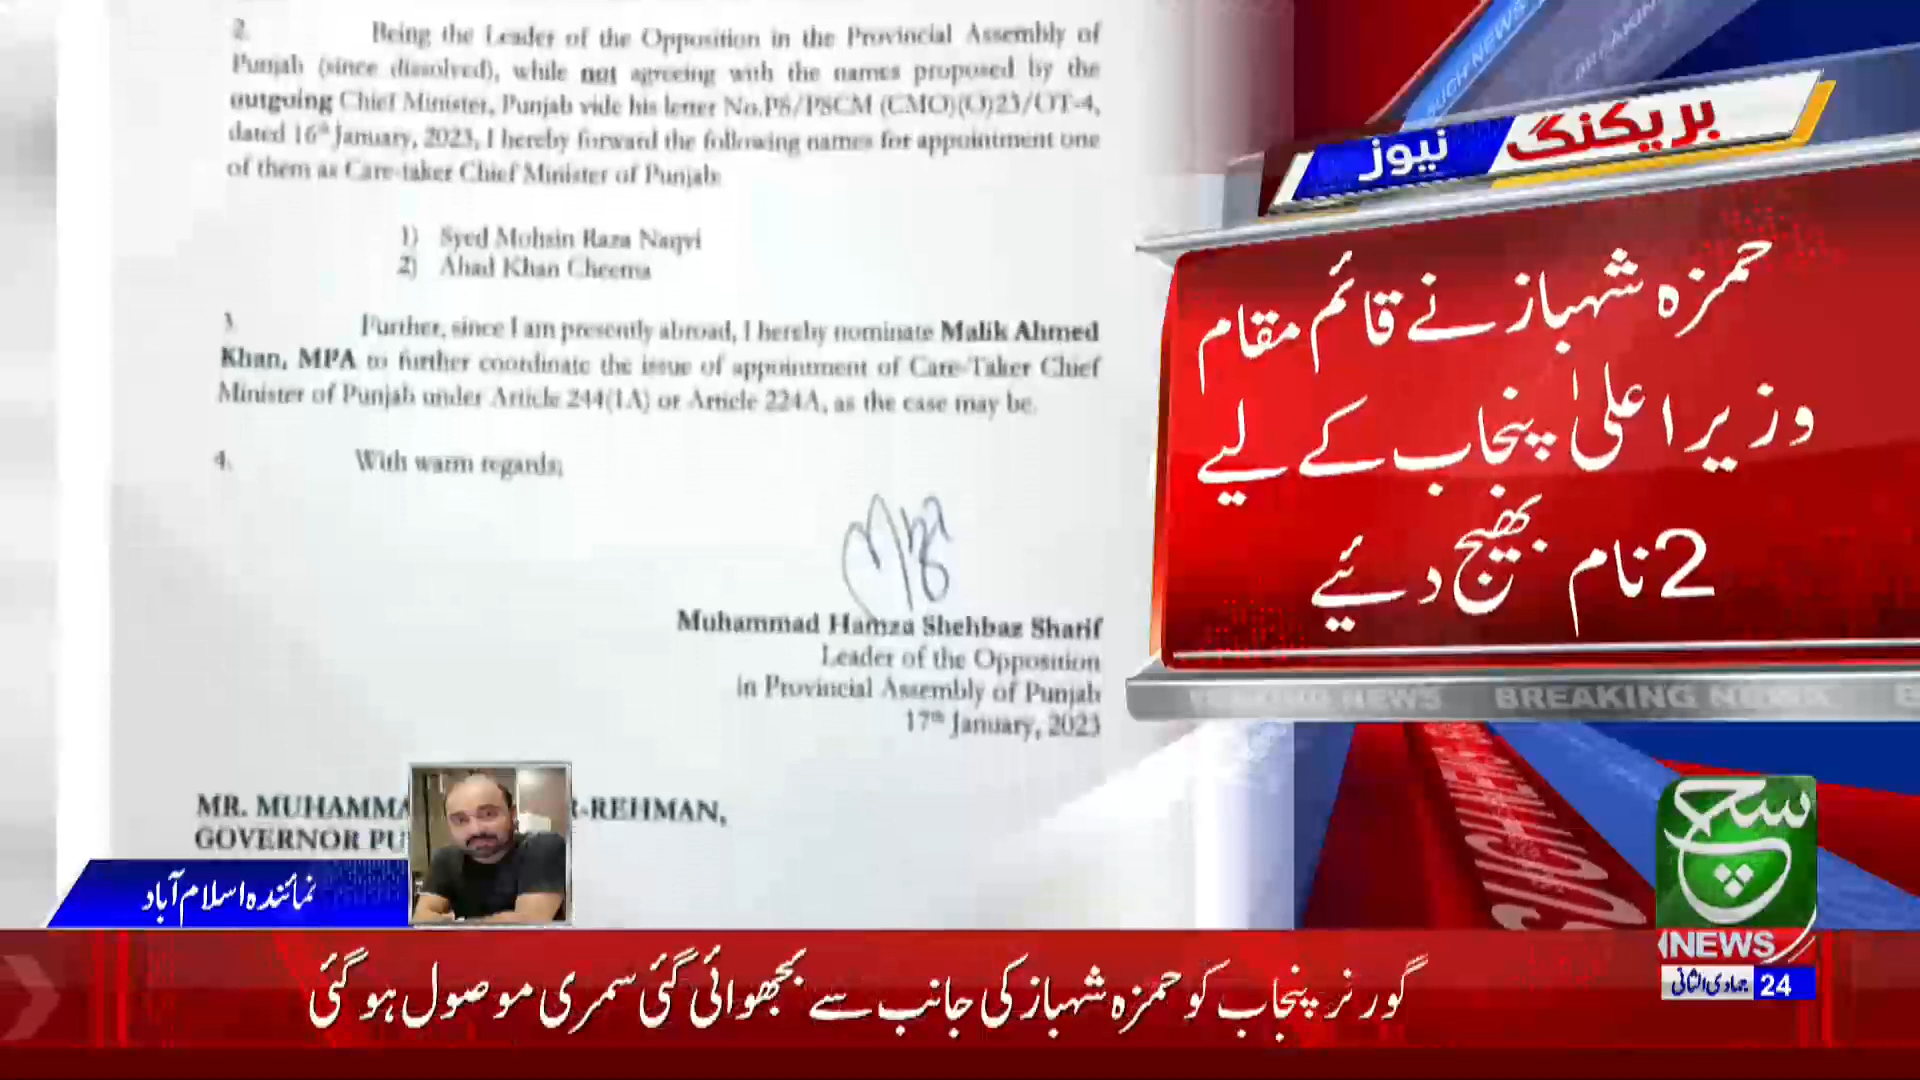 2. Being the Leader of the Opposition in the Provincial Assembly of
Punjab (since dissolved), while not agreeing with the names proposed by the
outgoing Chief Minister, Punjab vide his letter No.PS/PSCM (CMO)(O)23/OT-4,
dated 16th January, 2023, I hereby forward the following names for appointment one
of them as Care-taker Chief Minister of Punjab:
1) Syed Mohsin Raza Naqvi
2) Ahad Khan Cheema
3. Further, since I am presently abroad, I hereby nominate Malik Ahmed
Khan, MPA to further coordinate the issue of appointment of Care-Taker Chief
Minister of Punjab under Article 244(1A) or Article 224A, as the case may be.
4. With warm regards,
Muhammad Hamza Shehbaz Sharif
Leader of the Opposition
in Provincial Assembly of Punjab
17th January, 2023
MR. MUHAMMA R-REHMAN,
GOVERNOR PU
بریکنگ نیوز
حمزہ شہباز نے قائم مقام
وزیر اعلیٰ پنجاب کے لیے
2 نام بھیج دئیے
BREAKING NEWS BREAKING NEWS
سچ
NEWS
24 جمادی الثانی
نمائندہ اسلام آباد
گورنر پنجاب کو حمزہ شہباز کی جانب سے بجھوائی گئی سمری موصول ہو گئی